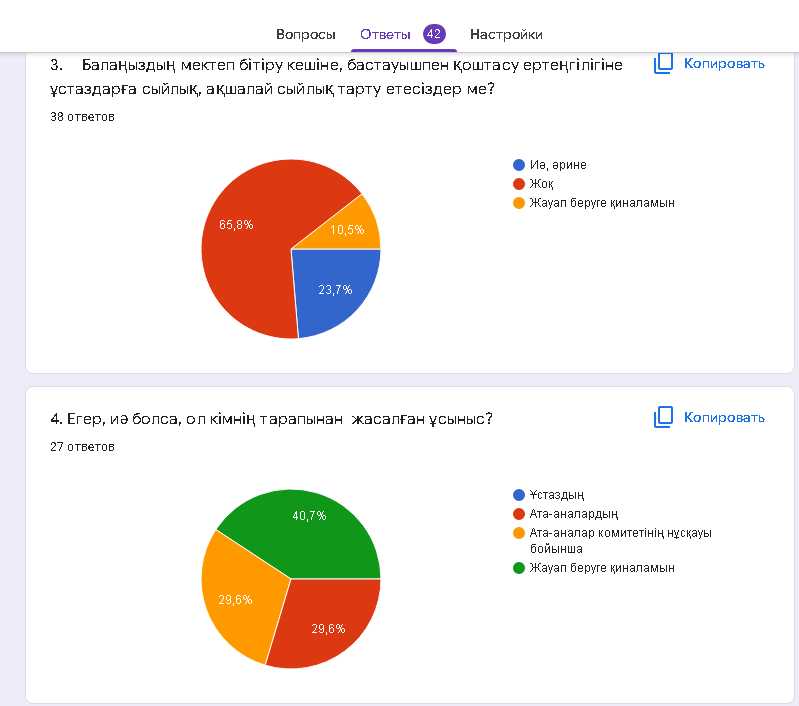 Вопросы Ответы 42 Настройки
3. Балаңыздың мектеп бітіру кешіне, бастауышпен қоштасу ертеңгілігіне
ұстаздарға сыйлық, ақшалай сыйлық тарту етесіздер ме?
Копировать
38 ответов
65,8%
10,5%
23,7%
Иә, әрине
Жоқ
Жауап беруге қиналамын
4. Егер, иә болса, ол кімнің тарапынан жасалған ұсыныс?
Копировать
27 ответов
40,7%
29,6%
29,6%
Ұстаздың
Ата-аналардың
Ата-аналар комитетінің нұсқауы
бойынша
Жауап беруге қиналамын